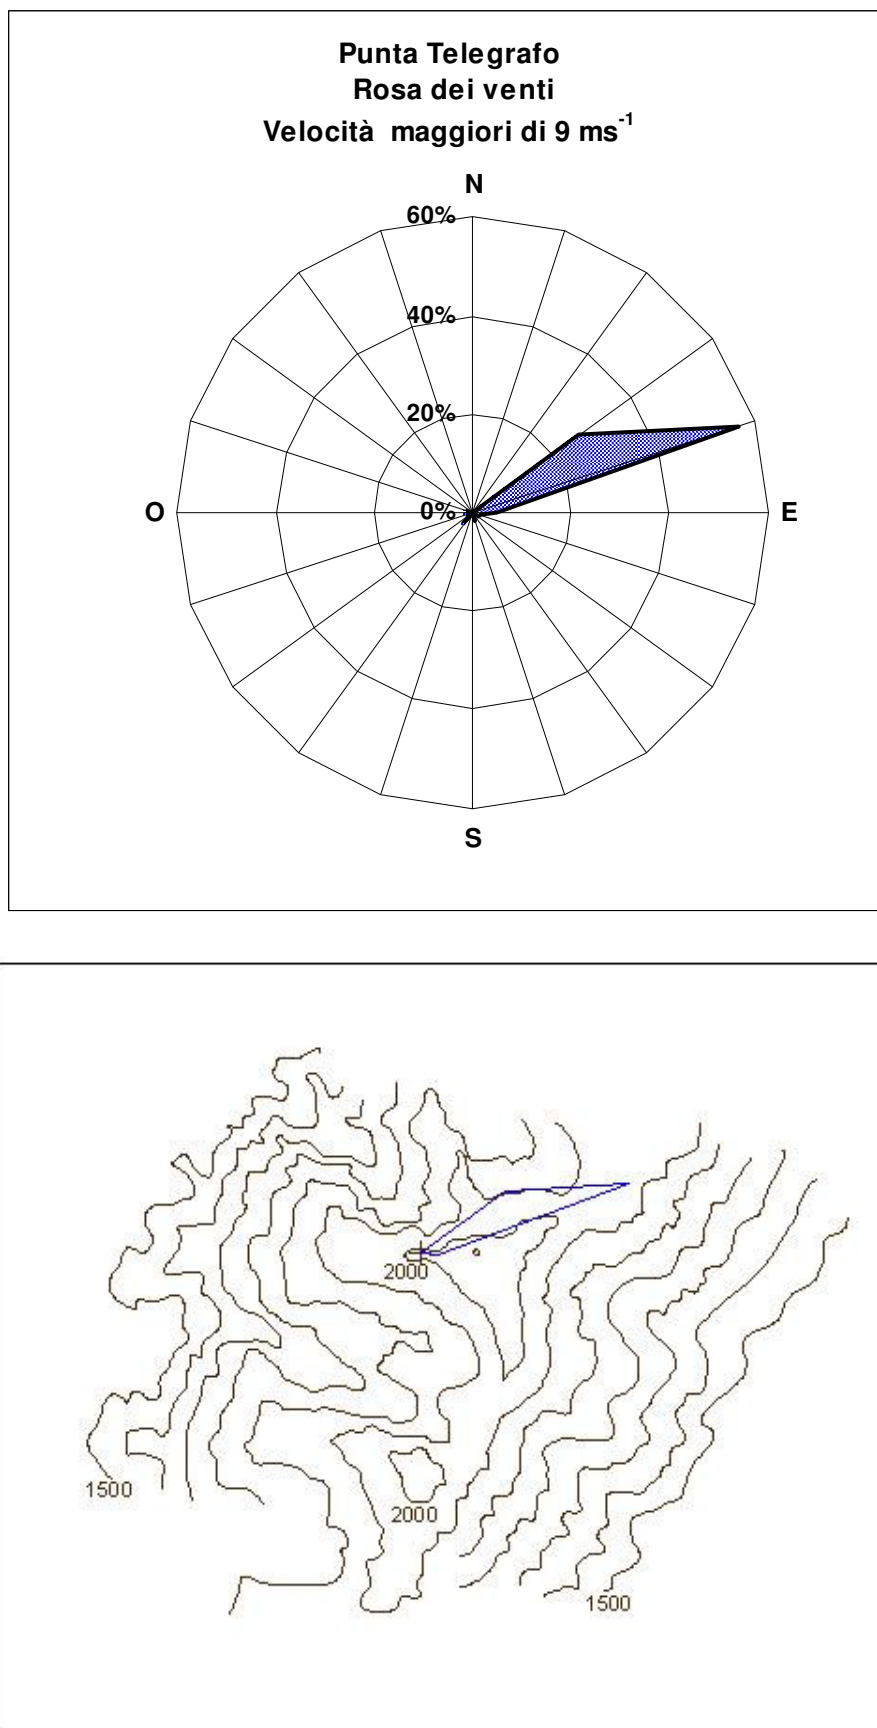 Punta Telegrafo
Rosa dei venti
Velocità maggiori di 9 ms-1
N
60%
40%
20%
O
0%
E
S
2000
1500
2000
1500